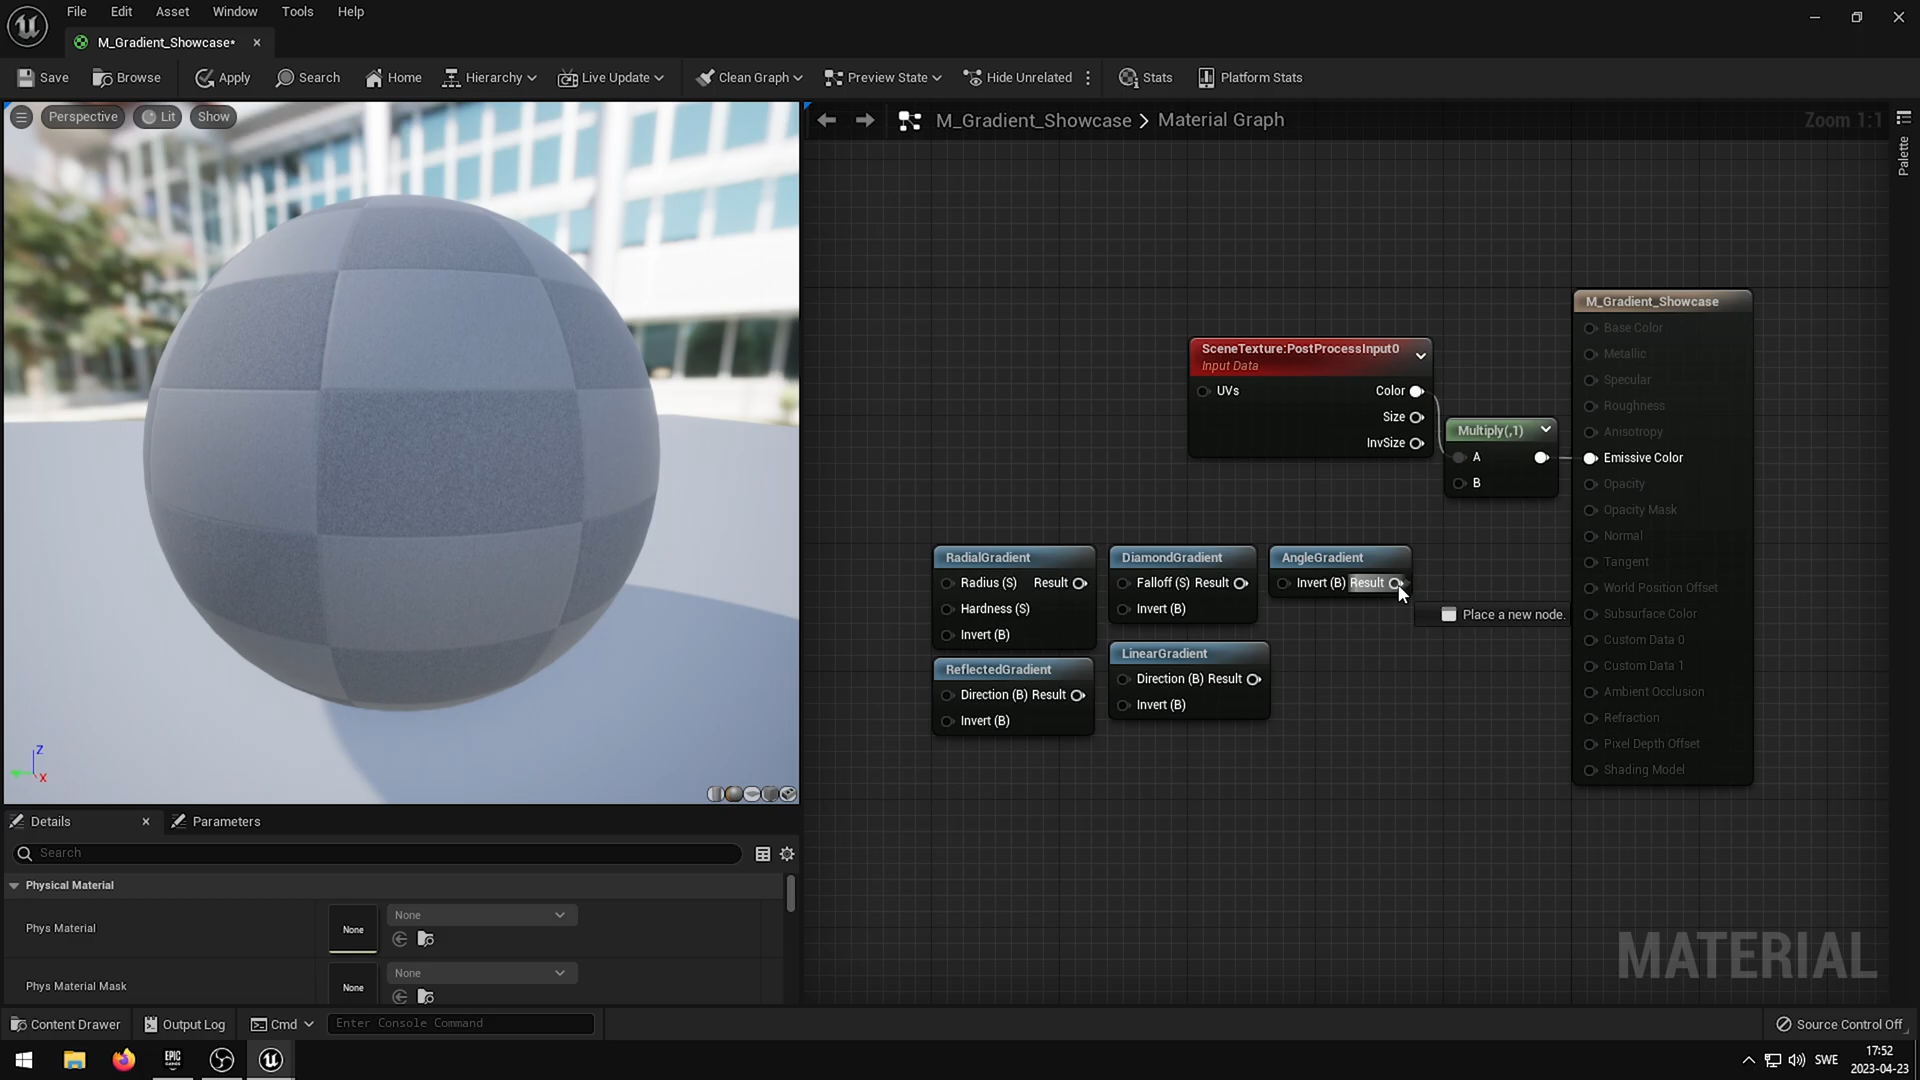 File Edit Asset Window Tools Help
M_Gradient_Showcase*
Save Browse Apply Search Home Hierarchy Live Update Clean Graph Preview State Hide Unrelated Stats Platform Stats
Perspective Lit Show
M_Gradient_Showcase > Material Graph
Zoom 1:1
Palette
M_Gradient_Showcase
Base Color
Metallic
Specular
Roughness
Anisotropy
Emissive Color
Opacity
Opacity Mask
Normal
Tangent
World Position Offset
Subsurface Color
Custom Data 0
Custom Data 1
Ambient Occlusion
Refraction
Pixel Depth Offset
Shading Model
SceneTexture:PostProcessInput0
Input Data
UVs Color
Size
InvSize
Multiply(,1)
A
B
RadialGradient
Radius (S) Result
Hardness (S)
Invert (B)
DiamondGradient
Falloff (S) Result
Invert (B)
AngleGradient
Invert (B) Result
Place a new node.
ReflectedGradient
Direction (B) Result
Invert (B)
LinearGradient
Direction (B) Result
Invert (B)
MATERIAL
Z
X
Details Parameters
Search
Physical Material
Phys Material None None
Phys Material Mask None None
Content Drawer Output Log Cmd Enter Console Command Source Control Off
EPIC GAMES
SWE
17:52
2023-04-23